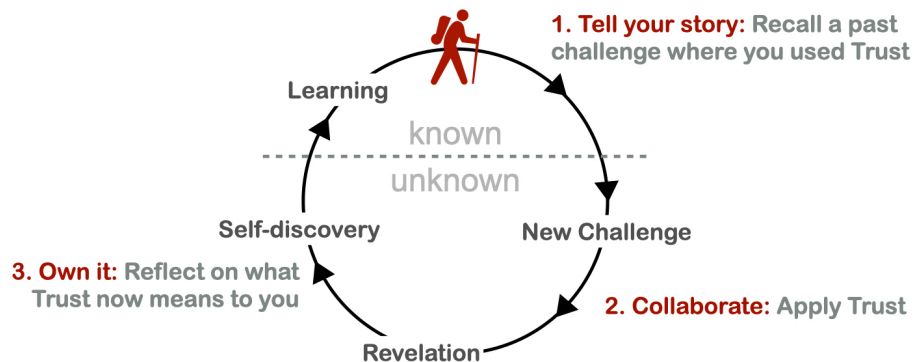 1. Tell your story: Recall a past
challenge where you used Trust
Learning
known
unknown
Self-discovery
New Challenge
3. Own it: Reflect on what
Trust now means to you
2. Collaborate: Apply Trust
Revelation